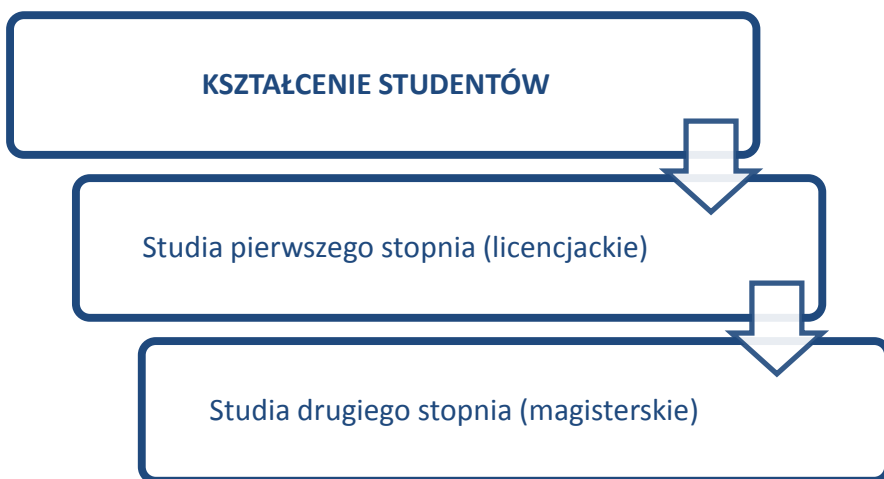 KSZTAŁCENIE STUDENTÓW
Studia pierwszego stopnia (licencjackie)
Studia drugiego stopnia (magisterskie)